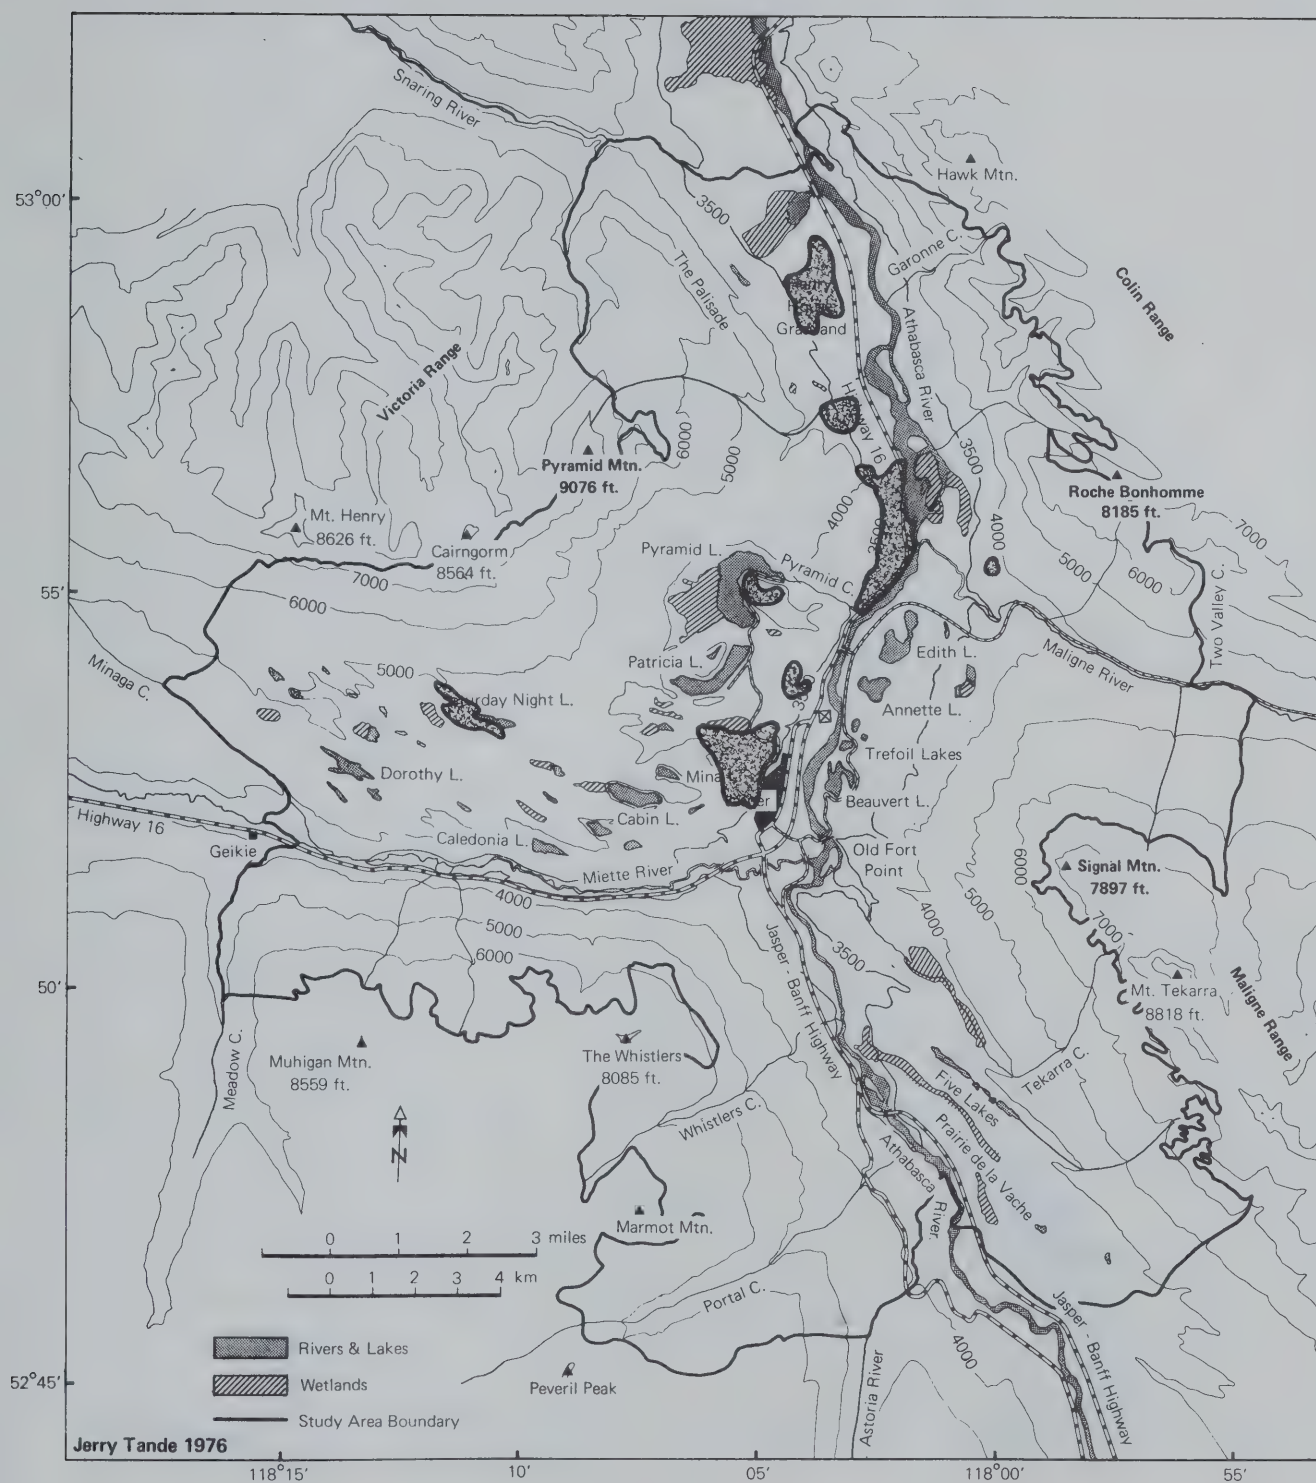 Snaring River
Hawk Mtn.
53°00'
3500
Garonne C.
The Palisade
Colin Range
Grassland
Athabasca River
Victoria Range
Highway 16
6000
5000
3500
Pyramid Mtn.
9076 ft.
Roche Bonhomme
8185 ft.
Mt. Henry
8626 ft.
4000
3500
4000
7000
Cairngorm
8564 ft.
Pyramid L.
Pyramid C.
5000
6000
7000
55'
6000
Two Valley C.
Minaga C.
5000
Patricia L.
Edith L.
Maligne River
Annette L.
Saturday Night L.
Trefoil Lakes
Dorothy L.
Mina
Beauvert L.
Highway 16
Cabin L.
Geikie
Caledonia L.
Old Fort
Point
6000
Signal Mtn.
7897 ft.
Miette River
4000
5000
6000
4000
5000
7000
3500
50'
Jasper - Banff Highway
Mt. Tekarra
8818 ft.
Maligne Range
Meadow C.
Muhigan Mtn.
8559 ft.
The Whistlers
8085 ft.
Five Lakes
Tekarra C.
Whistlers C.
Prairie de la Vache
Athabasca
River.
N
Marmot Mtn.
0 1 2 3 miles
0 1 2 3 4 km
Portal C.
Jasper - Banff Highway
4000
Rivers & Lakes
Wetlands
Study Area Boundary
Peveril Peak
Astoria River
52°45'
Jerry Tande 1976
118°15' 10' 05' 118°00' 55'